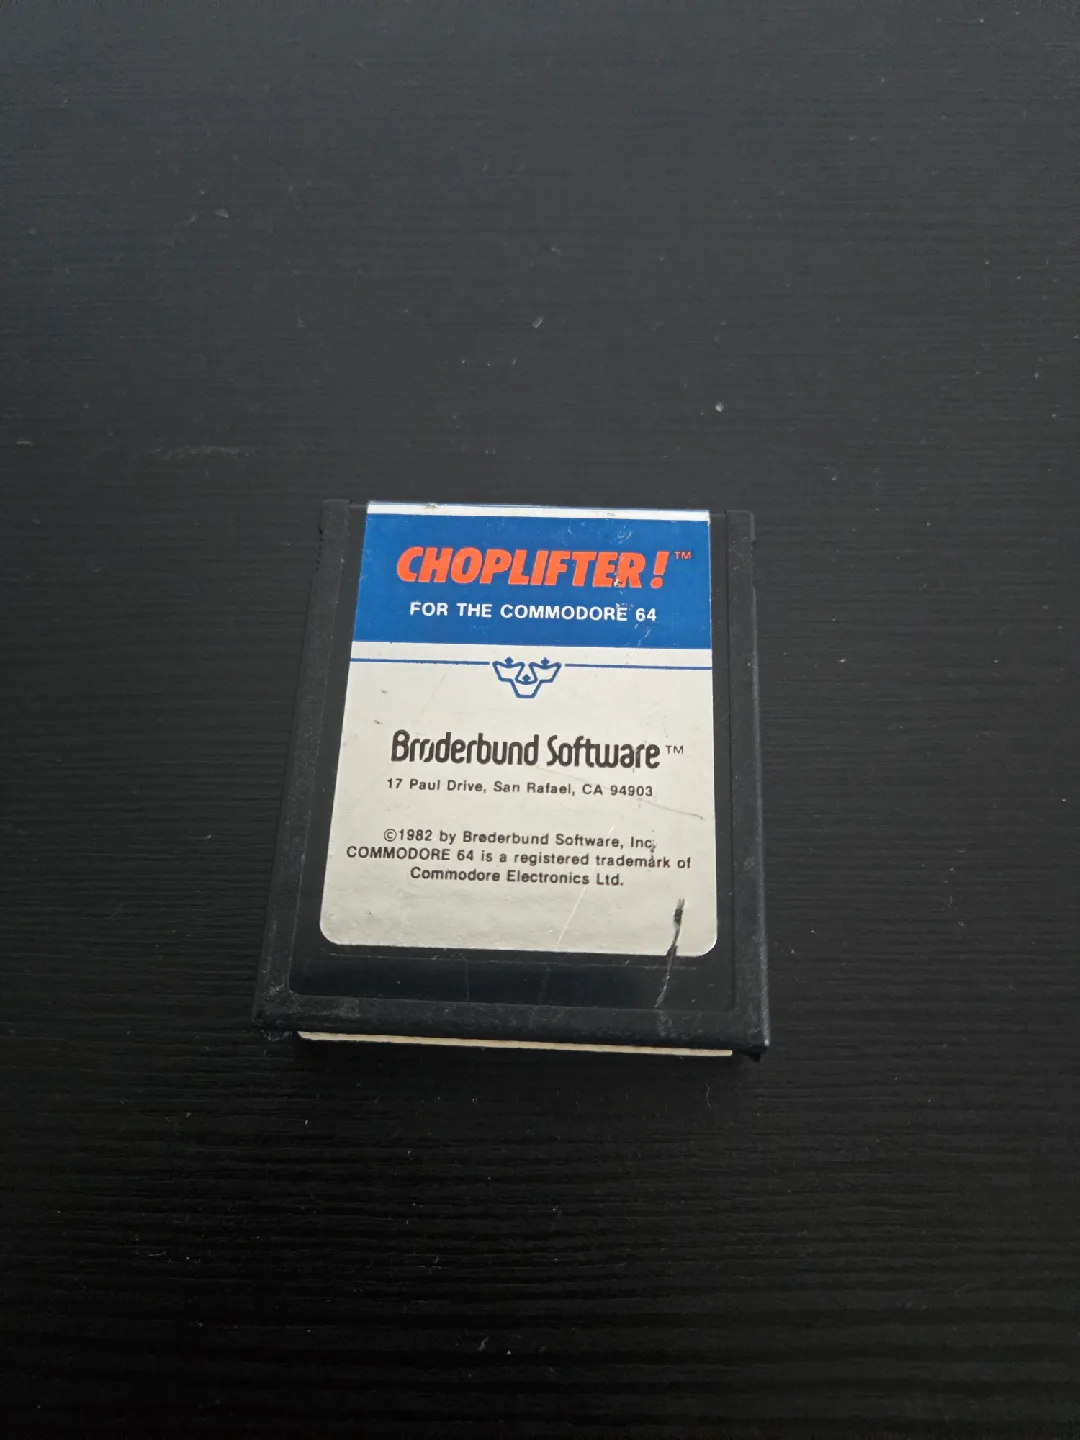 CHOPLIFTER!™
FOR THE COMMODORE 64
Brøderbund Software™
17 Paul Drive, San Rafael, CA 94903
©1982 by Brøderbund Software, Inc.
COMMODORE 64 is a registered trademark of
Commodore Electronics Ltd.